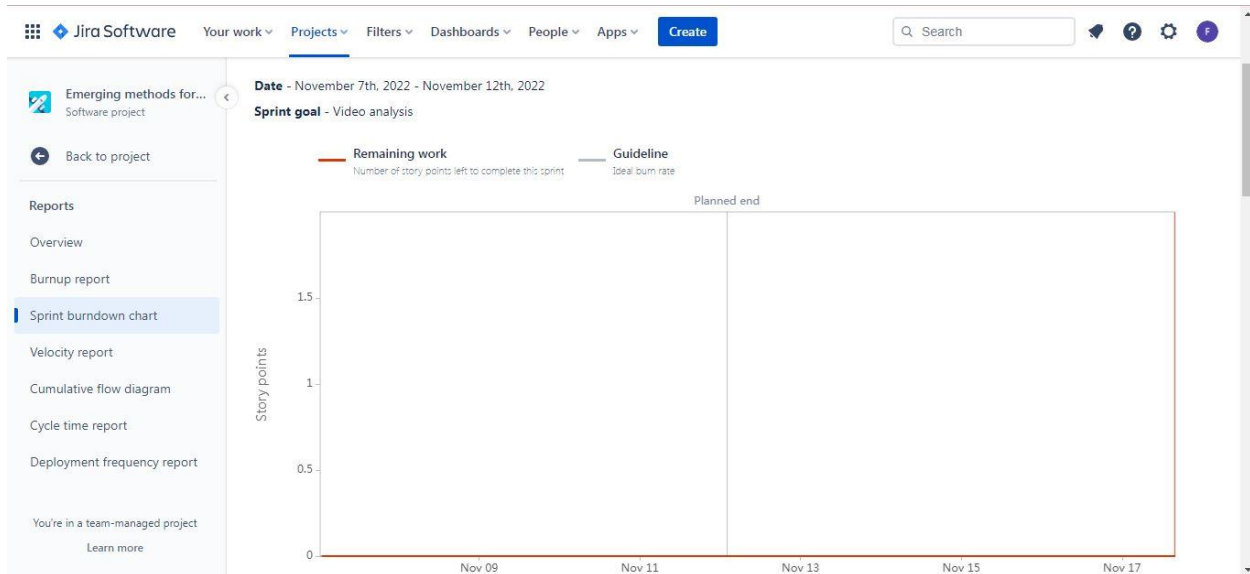 Jira Software Your work Projects Filters Dashboards People Apps Create Search F
Emerging methods for...
Software project
Back to project
Reports
Overview
Burnup report
Sprint burndown chart
Velocity report
Cumulative flow diagram
Cycle time report
Deployment frequency report
You're in a team-managed project
Learn more
Date - November 7th, 2022 - November 12th, 2022
Sprint goal - Video analysis
Remaining work
Number of story points left to complete this sprint
Guideline
Ideal burn rate
Planned end
Story points
1.5
1
0.5
0
Nov 09 Nov 11 Nov 13 Nov 15 Nov 17